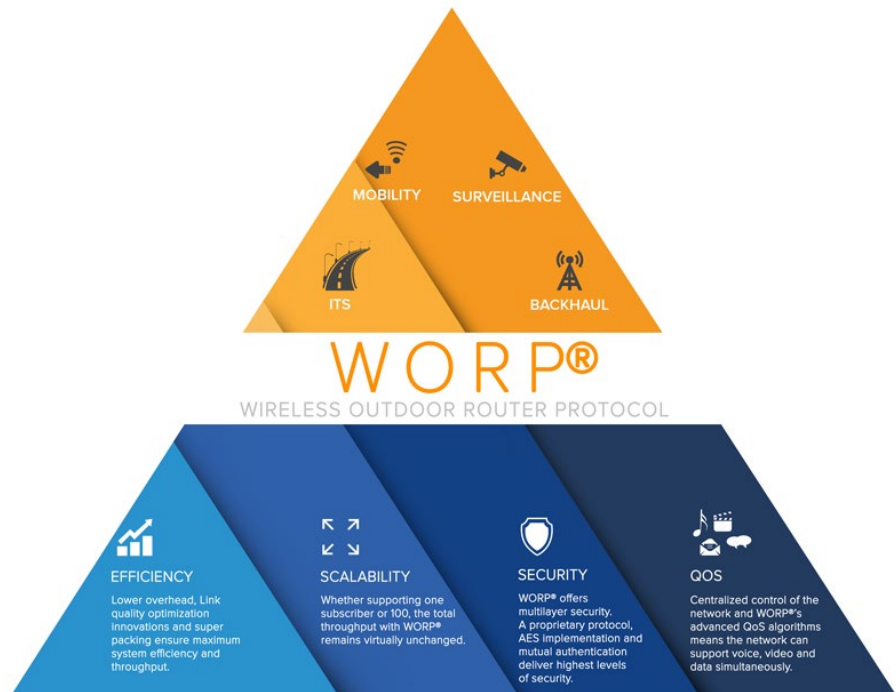 MOBILITY
SURVEILLANCE
ITS
BACKHAUL
WORP®
WIRELESS OUTDOOR ROUTER PROTOCOL
EFFICIENCY
Lower overhead, Link
quality optimization
innovations and super
packing ensure maximum
system efficiency and
throughput.
SCALABILITY
Whether supporting one
subscriber or 100, the total
throughput with WORP®
remains virtually unchanged.
SECURITY
WORP® offers
multilayer security.
A proprietary protocol,
AES implementation and
mutual authentication
deliver highest levels
of security.
QOS
Centralized control of the
network and WORP®'s
advanced QoS algorithms
means the network can
support voice, video and
data simultaneously.